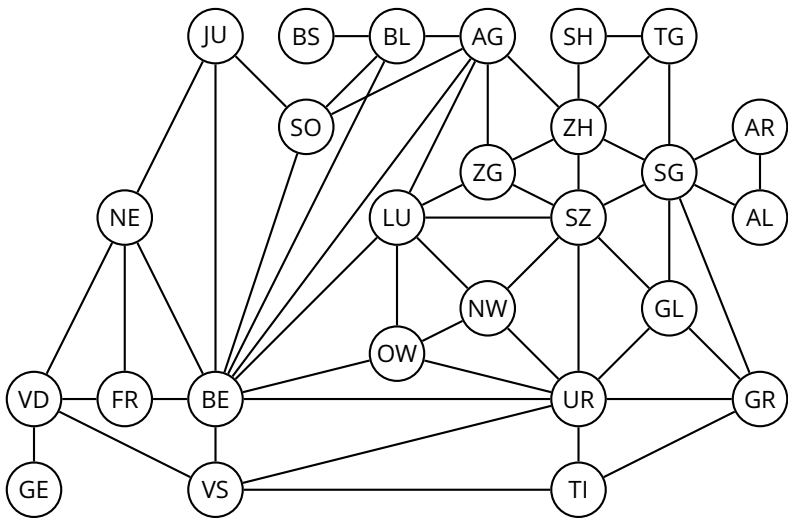 JU BS BL AG SH TG
SO ZH AR
ZG SG
NE LU SZ AL
NW GL
OW
VD FR BE UR GR
GE VS TI